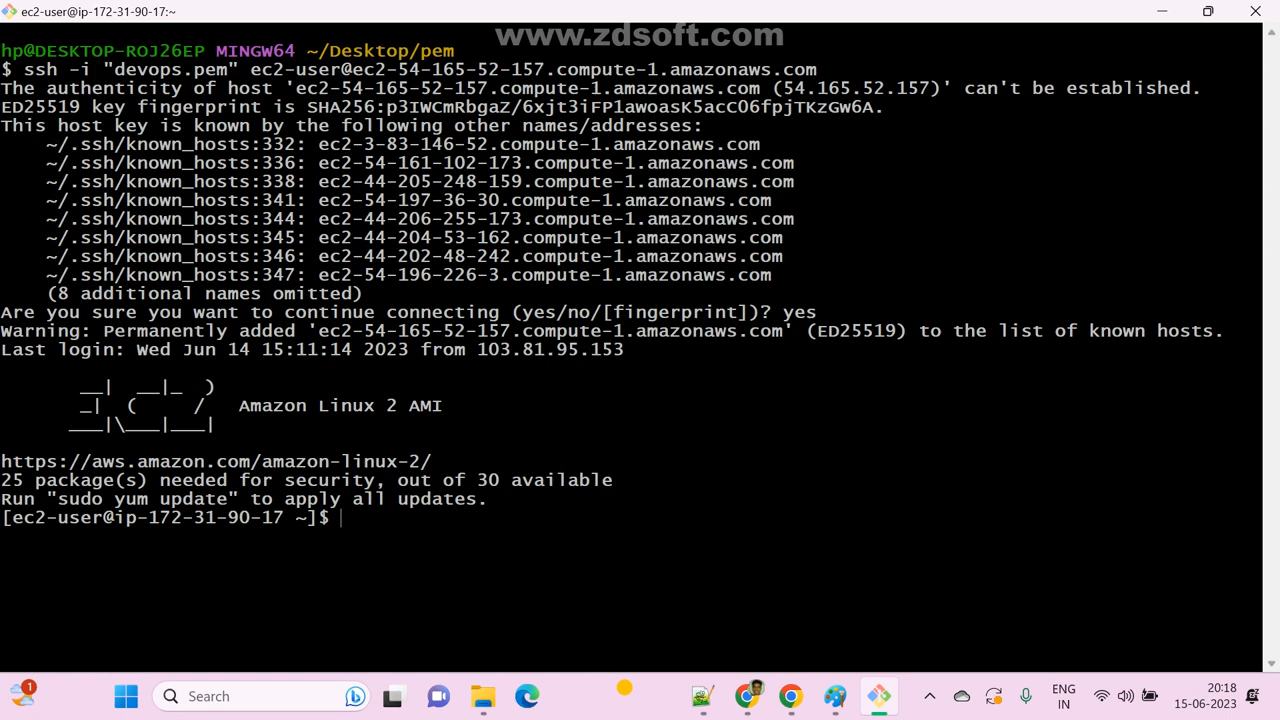 ec2-user@ip-172-31-90-17:~
www.zdsoft.com
hp@DESKTOP-ROJ26EP MINGW64 ~/Desktop/pem
$ ssh -i "devops.pem" ec2-user@ec2-54-165-52-157.compute-1.amazonaws.com
The authenticity of host 'ec2-54-165-52-157.compute-1.amazonaws.com (54.165.52.157)' can't be established.
ED25519 key fingerprint is SHA256:p3IWCmRbgaZ/6xjt3iFP1awoasK5acCO6fpjTKzGW6A.
This host key is known by the following other names/addresses:
~/.ssh/known_hosts:332: ec2-3-83-146-52.compute-1.amazonaws.com
~/.ssh/known_hosts:336: ec2-54-161-102-173.compute-1.amazonaws.com
~/.ssh/known_hosts:338: ec2-44-205-248-159.compute-1.amazonaws.com
~/.ssh/known_hosts:341: ec2-54-197-36-30.compute-1.amazonaws.com
~/.ssh/known_hosts:344: ec2-44-206-255-173.compute-1.amazonaws.com
~/.ssh/known_hosts:345: ec2-44-204-53-162.compute-1.amazonaws.com
~/.ssh/known_hosts:346: ec2-44-202-48-242.compute-1.amazonaws.com
~/.ssh/known_hosts:347: ec2-54-196-226-3.compute-1.amazonaws.com
(8 additional names omitted)
Are you sure you want to continue connecting (yes/no/[fingerprint])? yes
Warning: Permanently added 'ec2-54-165-52-157.compute-1.amazonaws.com' (ED25519) to the list of known hosts.
Last login: Wed Jun 14 15:11:14 2023 from 103.81.95.153
__|  __|_  )
_|  (     /   Amazon Linux 2 AMI
___|\___|___|
https://aws.amazon.com/amazon-linux-2/
25 package(s) needed for security, out of 30 available
Run "sudo yum update" to apply all updates.
[ec2-user@ip-172-31-90-17 ~]$
1
Search
ENG
IN
20:18
15-06-2023